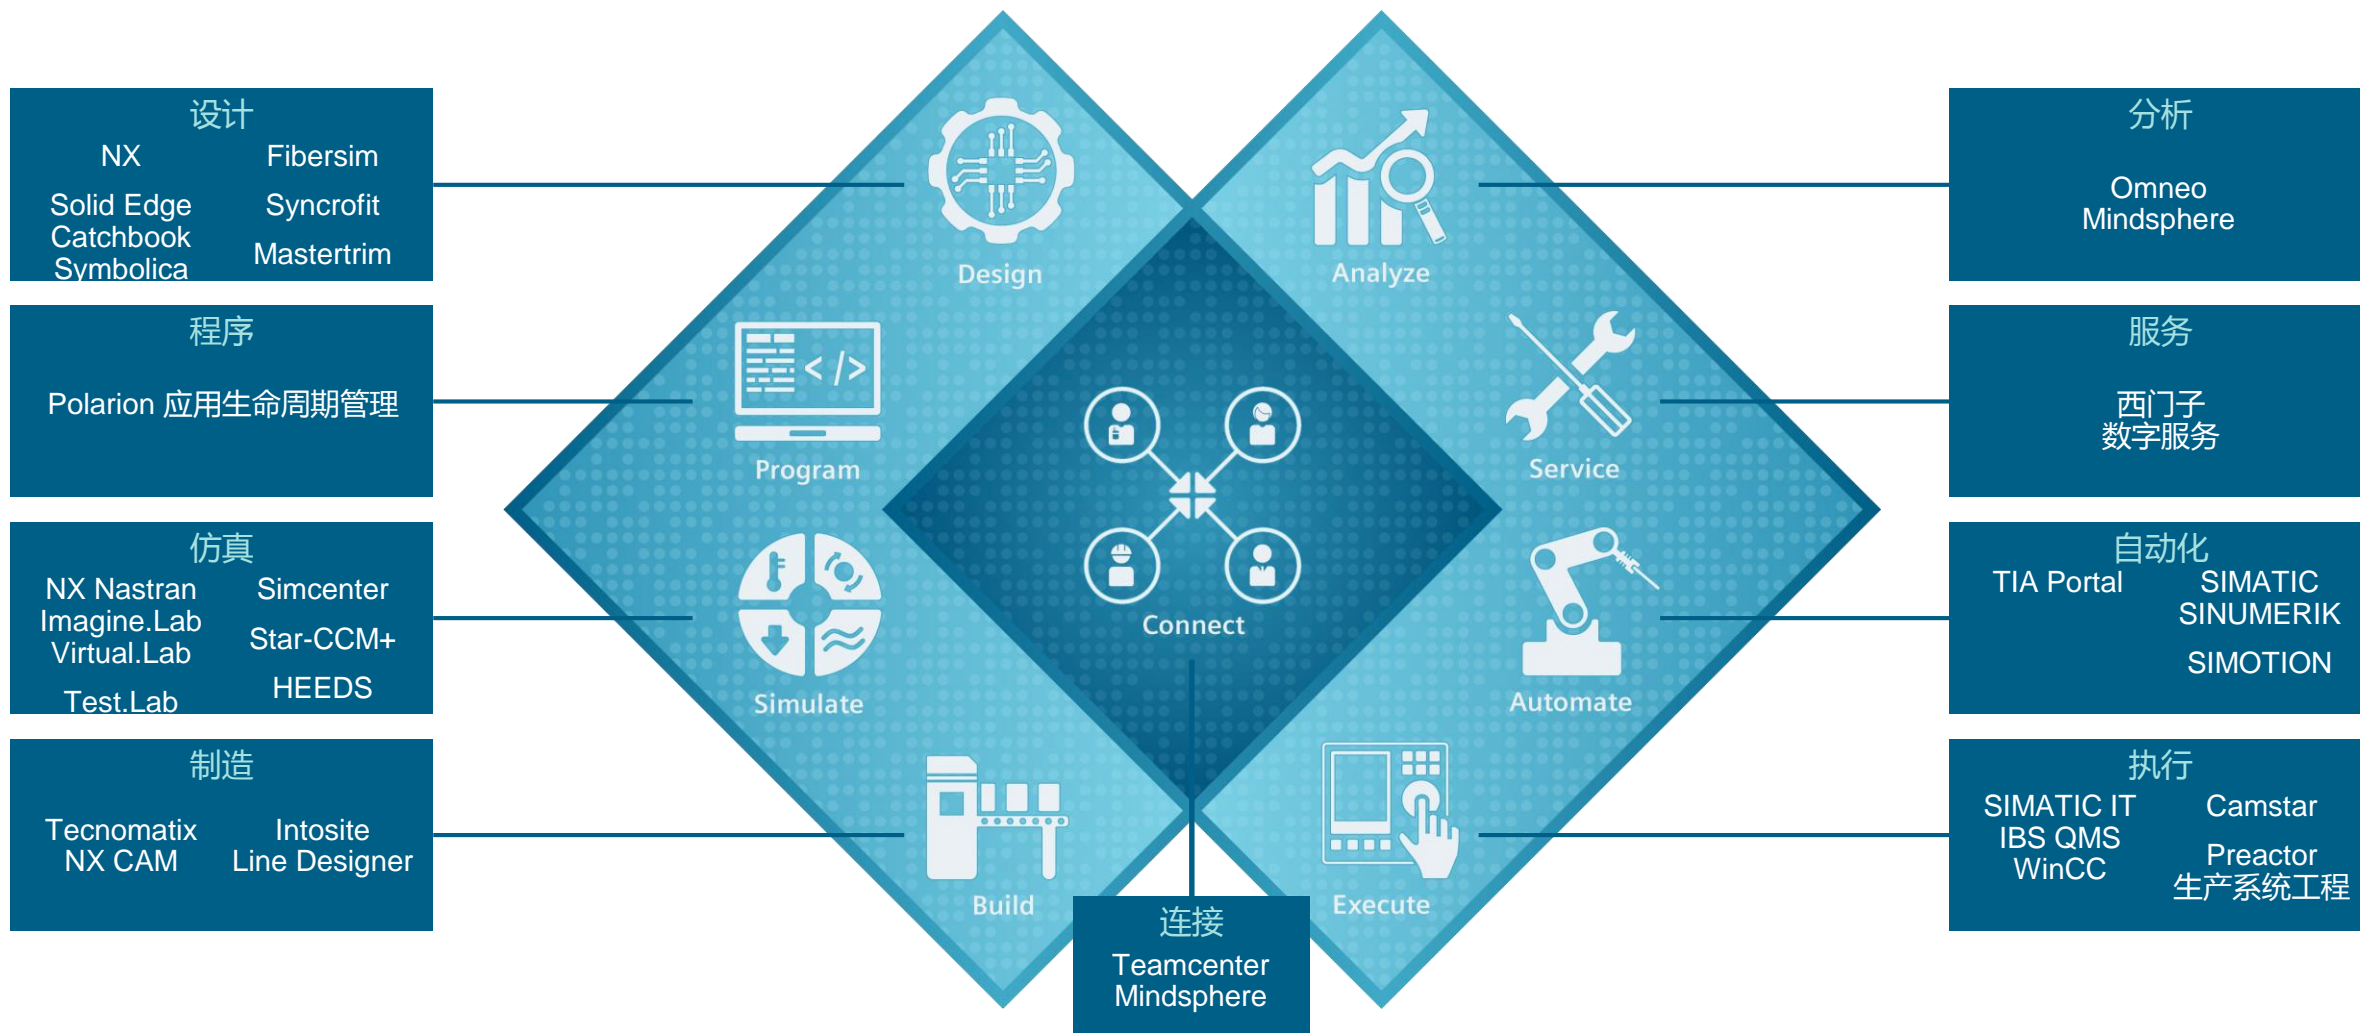 设计
NX
Solid Edge
Catchbook
Symbolica
Fibersim
Syncrofit
Mastertrim
程序
Polarion 应用生命周期管理
仿真
NX Nastran
Imagine.Lab
Virtual.Lab
Test.Lab
Simcenter
Star-CCM+
HEEDS
制造
Tecnomatix
NX CAM
Intosite
Line Designer
Design
Program
Simulate
Build
Connect
Analyze
Service
Automate
Execute
连接
Teamcenter
Mindsphere
分析
Omneo
Mindsphere
服务
西门子
数字服务
自动化
TIA Portal
SIMATIC
SINUMERIK
SIMOTION
执行
SIMATIC IT
IBS QMS
WinCC
Camstar
Preactor
生产系统工程